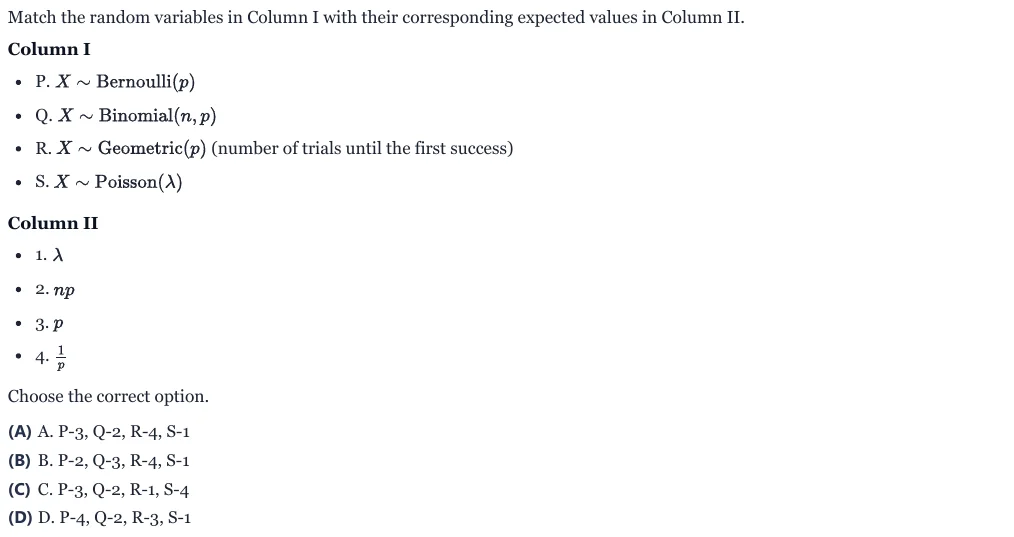 Match the random variables in Column I with their corresponding expected values in Column II.
Column I
• P. X ∼ Bernoulli(p)
• Q. X ∼ Binomial(n, p)
• R. X ∼ Geometric(p) (number of trials until the first success)
• S. X ∼ Poisson(λ)
Column II
• 1. λ
• 2. np
• 3. p
• 4. 1/p
Choose the correct option.
(A) A. P-3, Q-2, R-4, S-1
(B) B. P-2, Q-3, R-4, S-1
(C) C. P-3, Q-2, R-1, S-4
(D) D. P-4, Q-2, R-3, S-1